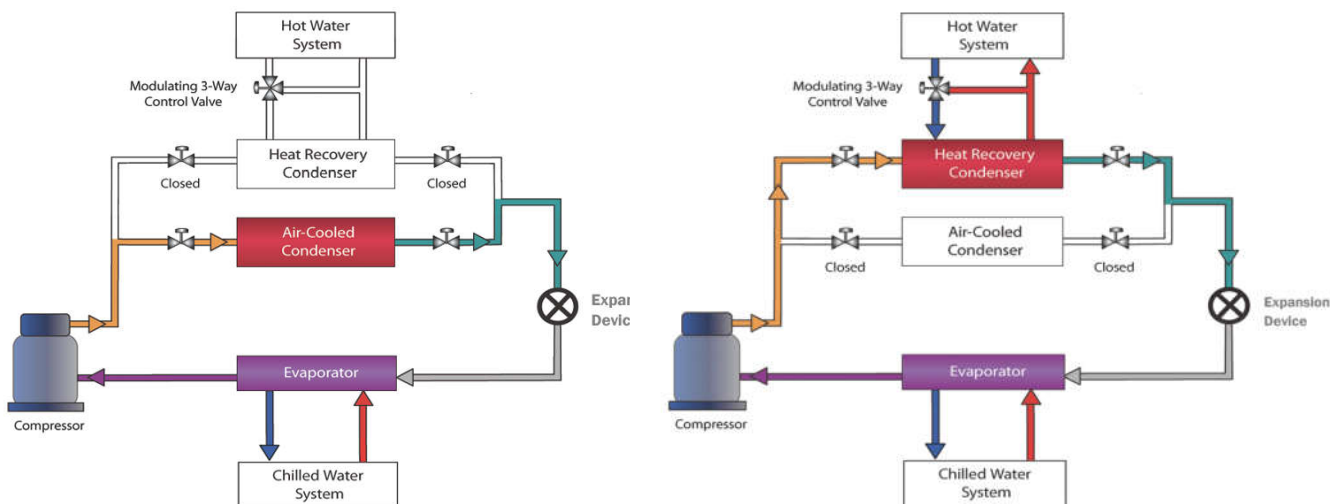 Hot Water
System
Modulating 3-Way
Control Valve
Heat Recovery
Condenser
Closed
Closed
Air-Cooled
Condenser
Expan
Devic
Evaporator
Compressor
Chilled Water
System
Hot Water
System
Modulating 3-Way
Control Valve
Heat Recovery
Condenser
Air-Cooled
Condenser
Closed
Closed
Expansion
Device
Evaporator
Compressor
Chilled Water
System